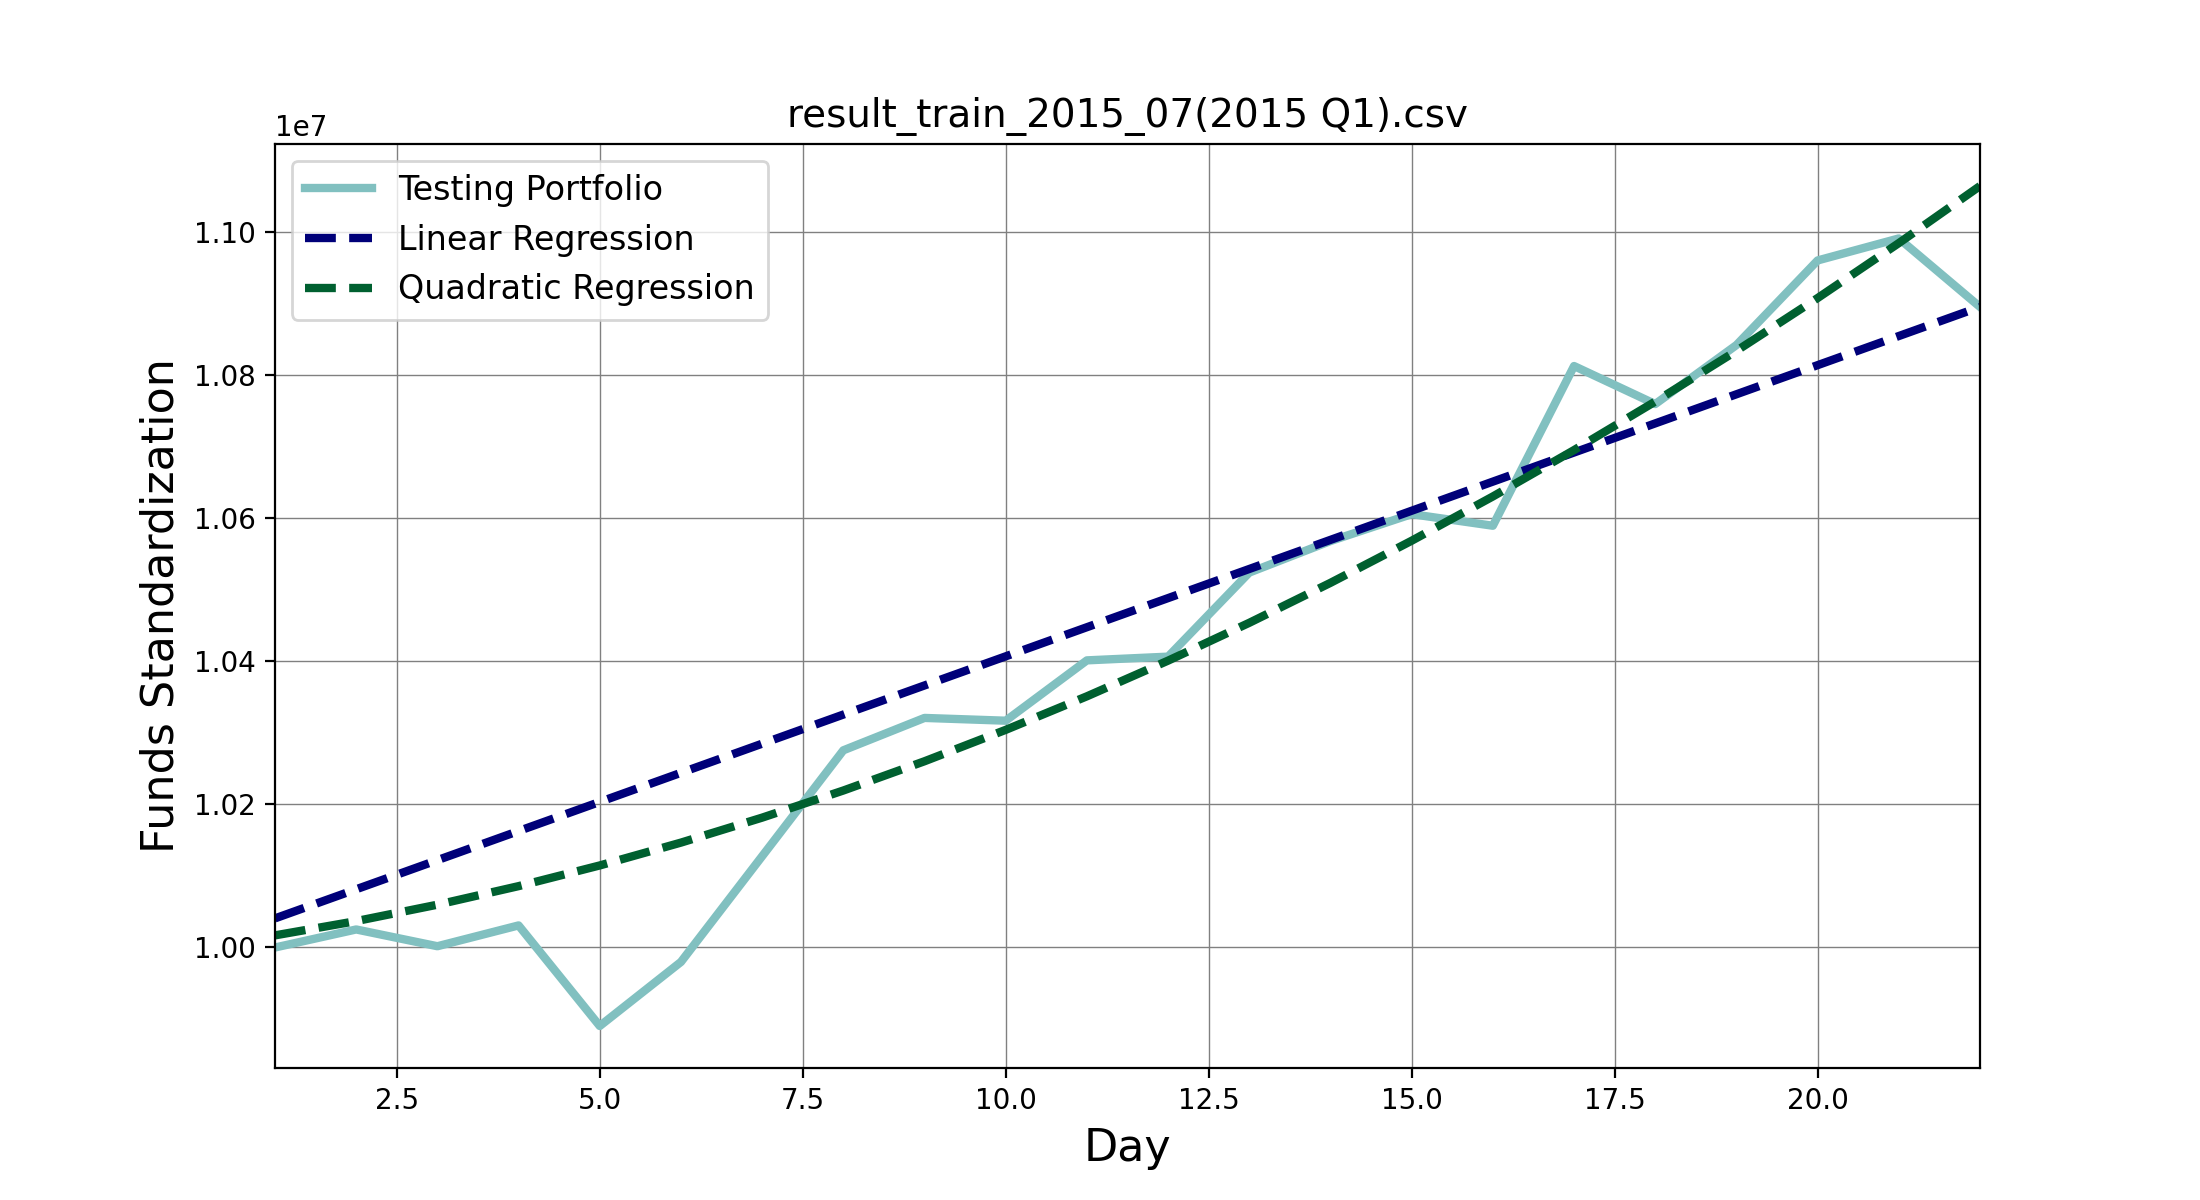 result_train_2015_07(2015 Q1).csv
1e7
Testing Portfolio
Linear Regression
Quadratic Regression
Funds Standardization
1.10
1.08
1.06
1.04
1.02
1.00
2.5 5.0 7.5 10.0 12.5 15.0 17.5 20.0
Day